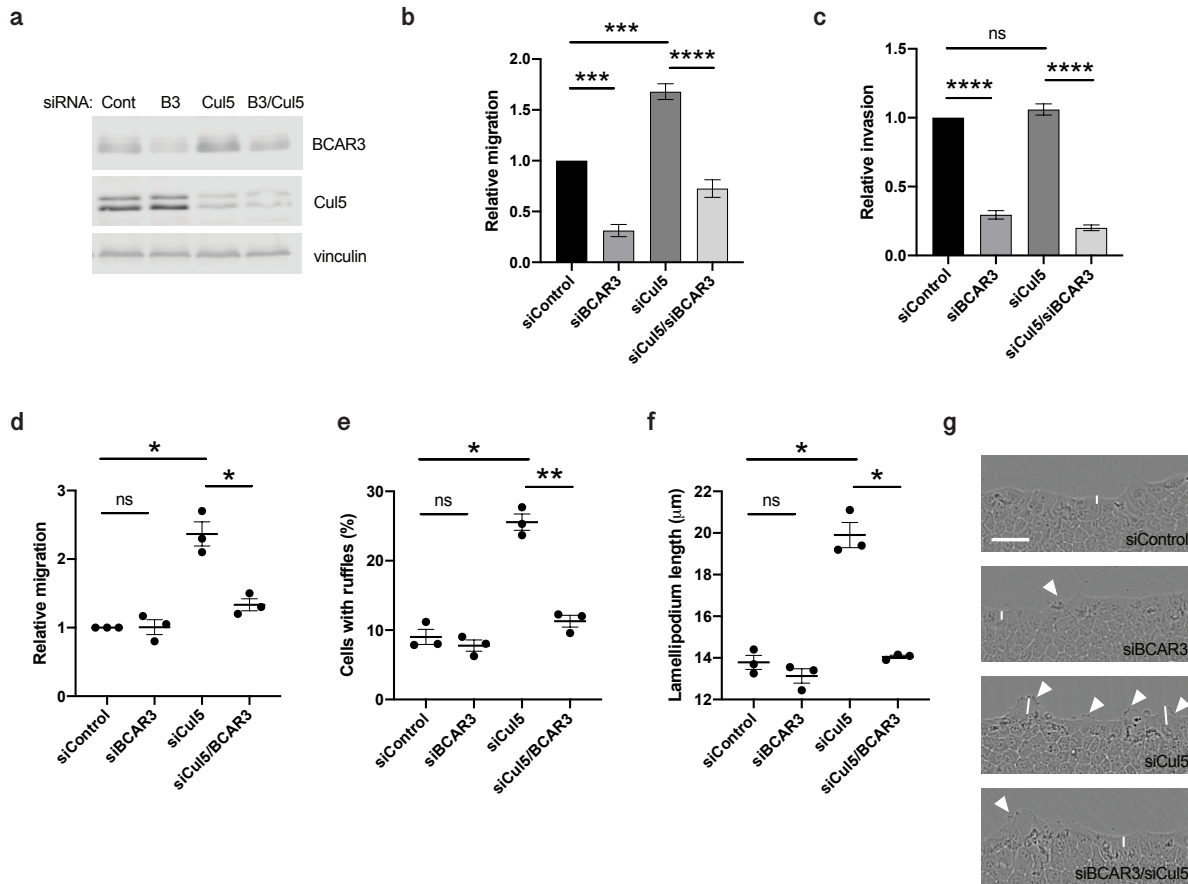 a
siRNA: Cont B3 Cul5 B3/Cul5
BCAR3
Cul5
vinculin
b
***
***
****
Relative migration
2.0
1.5
1.0
0.5
0.0
siControl
siBCAR3
siCul5
siCul5/siBCAR3
c
ns
****
****
Relative invasion
1.5
1.0
0.5
0.0
siControl
siBCAR3
siCul5
siCul5/siBCAR3
d
*
ns
*
Relative migration
3
2
1
0
siControl
siBCAR3
siCul5
siCul5/BCAR3
e
*
ns
**
Cells with ruffles (%)
30
20
10
0
siControl
siBCAR3
siCul5
siCul5/BCAR3
f
*
ns
*
Lamellipodium length (μm)
22
20
18
16
14
12
siControl
siBCAR3
siCul5
siCul5/BCAR3
g
siControl
siBCAR3
siCul5
siBCAR3/siCul5